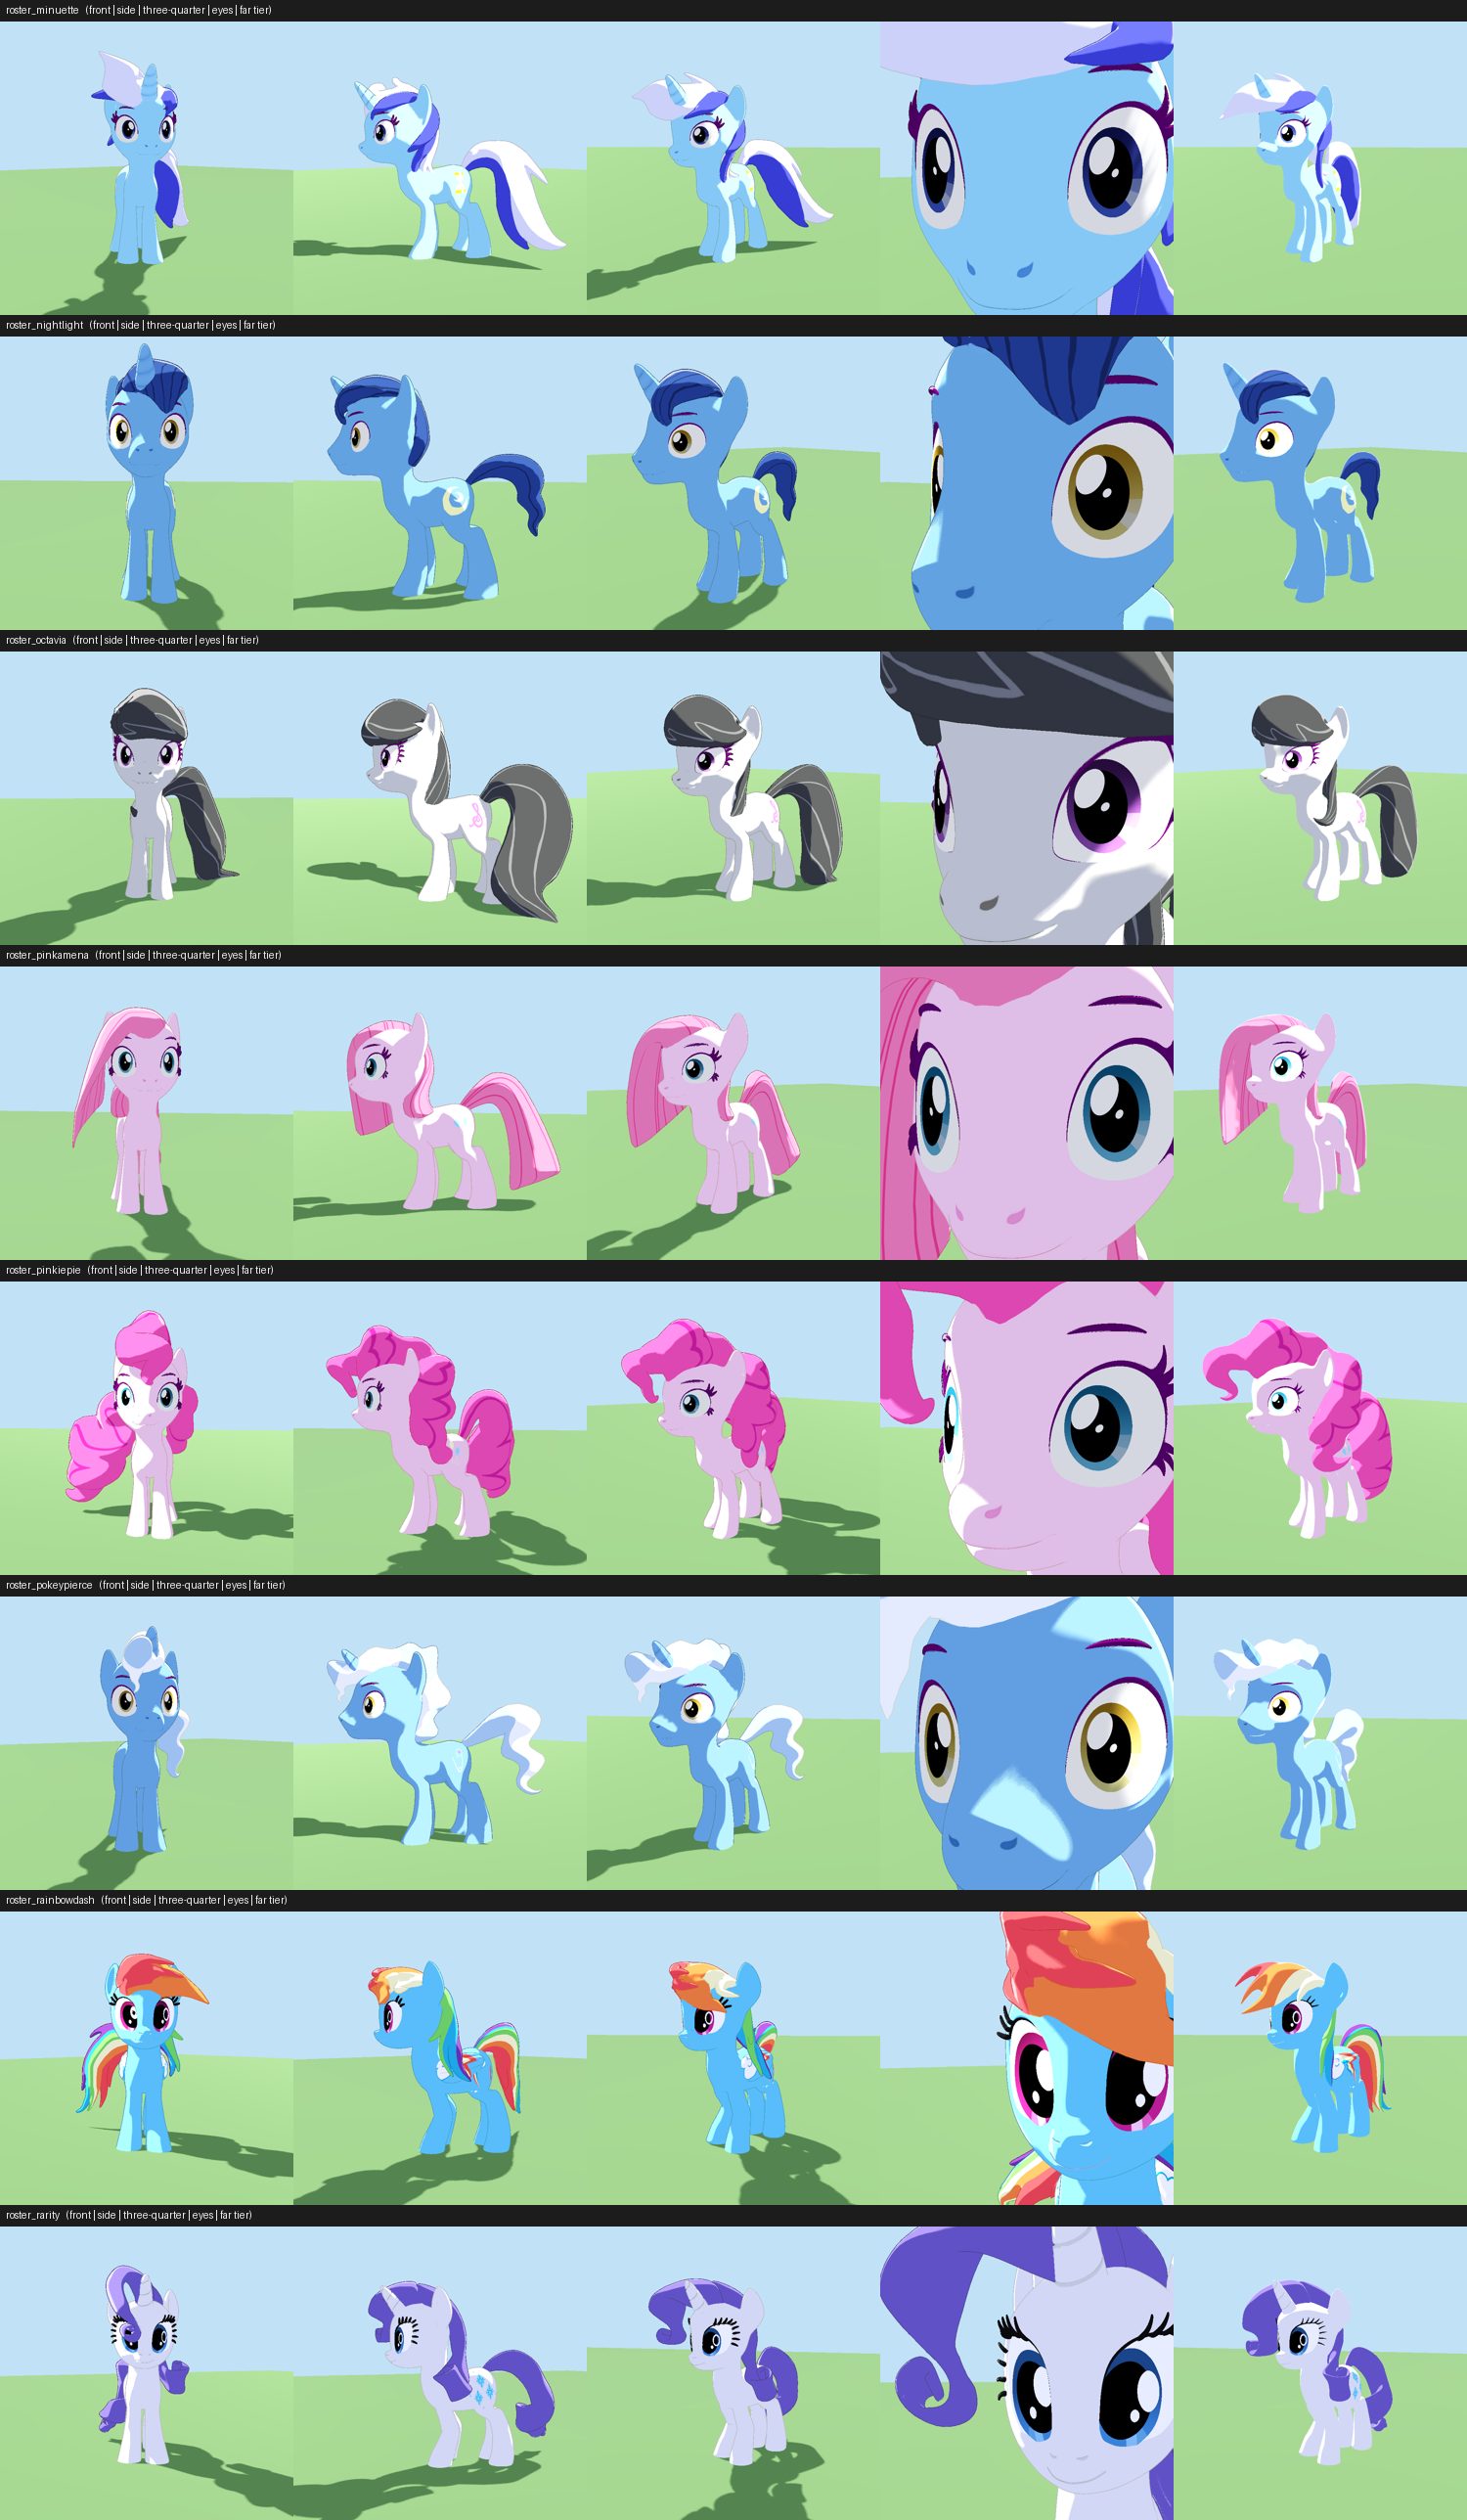 roster_minuette (front | side | three-quarter | eyes | far tier)
roster_nightlight (front | side | three-quarter | eyes | far tier)
roster_octavia (front | side | three-quarter | eyes | far tier)
roster_pinkamena (front | side | three-quarter | eyes | far tier)
roster_pinkiepie (front | side | three-quarter | eyes | far tier)
roster_pokeypierce (front | side | three-quarter | eyes | far tier)
roster_rainbowdash (front | side | three-quarter | eyes | far tier)
roster_rarity (front | side | three-quarter | eyes | far tier)